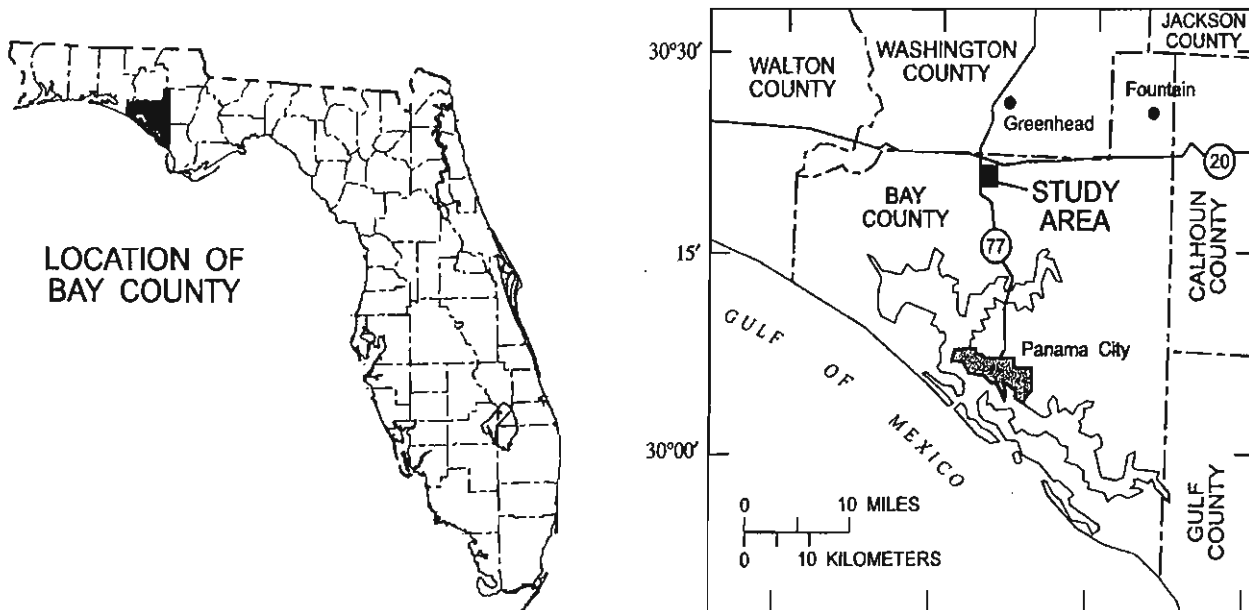 LOCATION OF
BAY COUNTY
30°30′
15′
30°00′
WALTON
COUNTY
WASHINGTON
COUNTY
JACKSON
COUNTY
Greenhead
Fountain
20
BAY
COUNTY
STUDY
AREA
77
CALHOUN
COUNTY
GULF OF MEXICO
Panama City
GULF
COUNTY
0 10 MILES
0 10 KILOMETERS